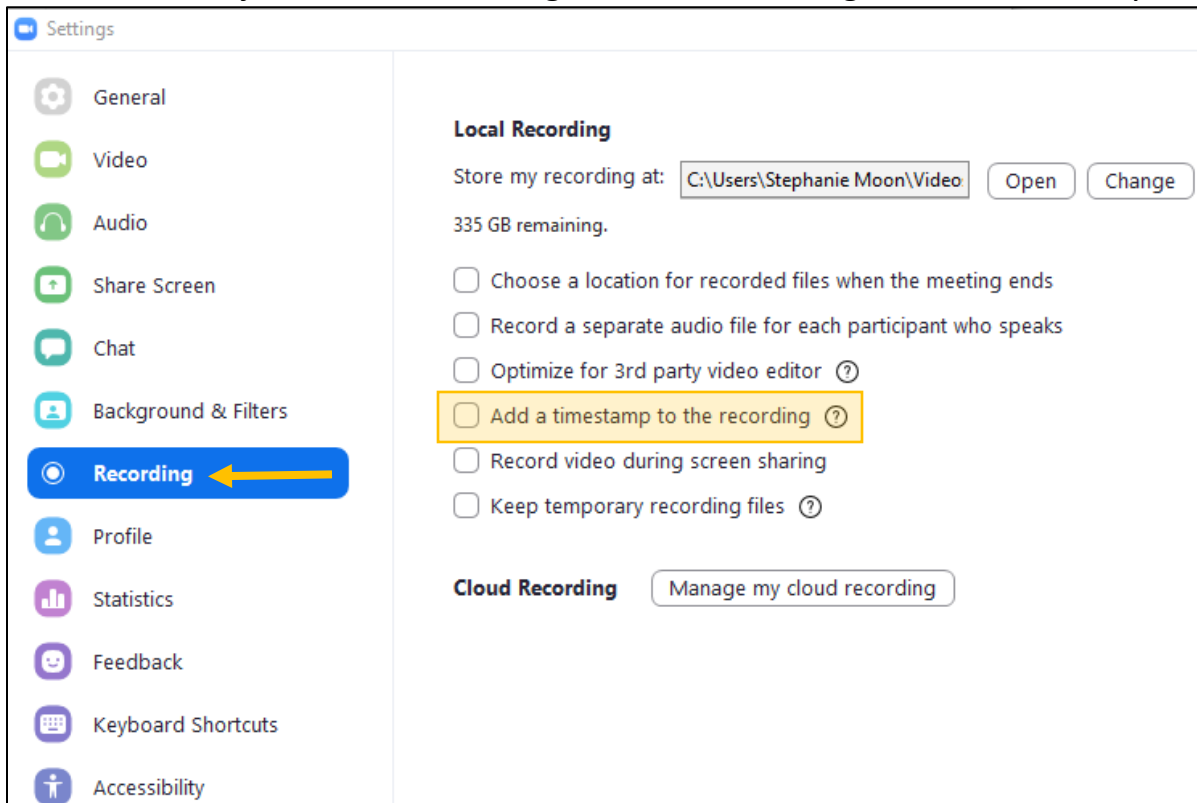 Settings
General
Video
Audio
Share Screen
Chat
Background & Filters
Recording
Profile
Statistics
Feedback
Keyboard Shortcuts
Accessibility
Local Recording
Store my recording at: C:\Users\Stephanie Moon\Video Open Change
335 GB remaining.
Choose a location for recorded files when the meeting ends
Record a separate audio file for each participant who speaks
Optimize for 3rd party video editor ?
Add a timestamp to the recording ?
Record video during screen sharing
Keep temporary recording files ?
Cloud Recording Manage my cloud recording